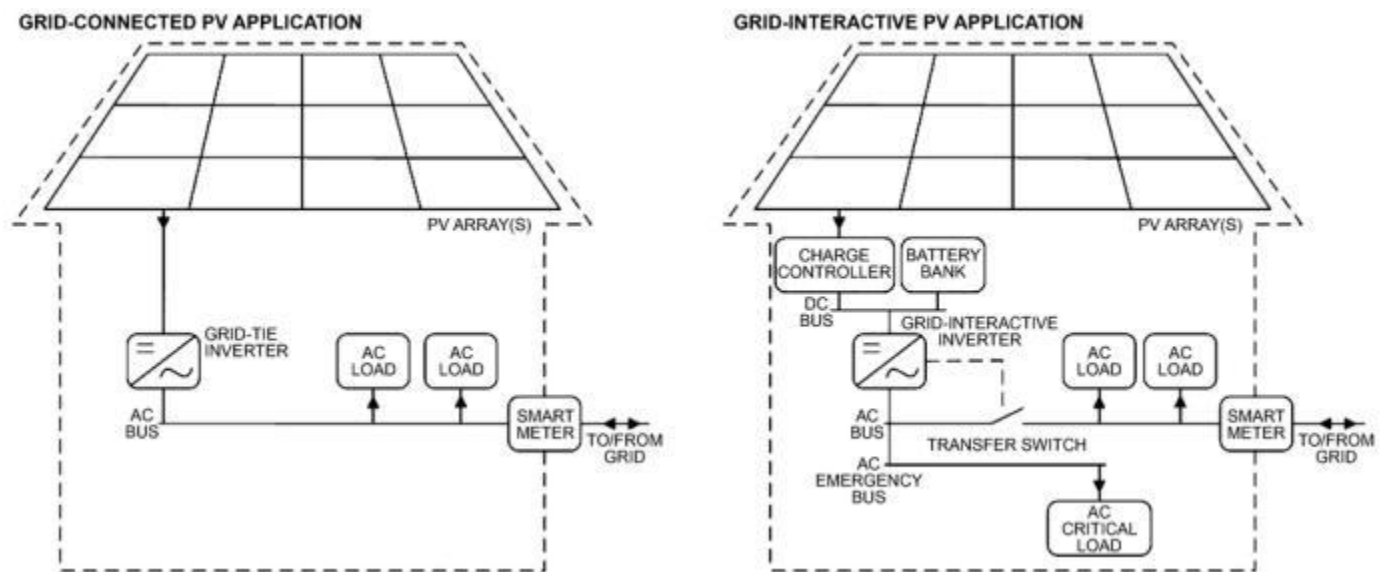 GRID-CONNECTED PV APPLICATION
PV ARRAY(S)
GRID-TIE
INVERTER
AC
LOAD
AC
LOAD
AC
BUS
SMART
METER
TO/FROM
GRID
GRID-INTERACTIVE PV APPLICATION
PV ARRAY(S)
CHARGE
CONTROLLER
BATTERY
BANK
DC
BUS
GRID-INTERACTIVE
INVERTER
AC
LOAD
AC
LOAD
AC
BUS
TRANSFER SWITCH
SMART
METER
TO/FROM
GRID
AC
EMERGENCY
BUS
AC
CRITICAL
LOAD